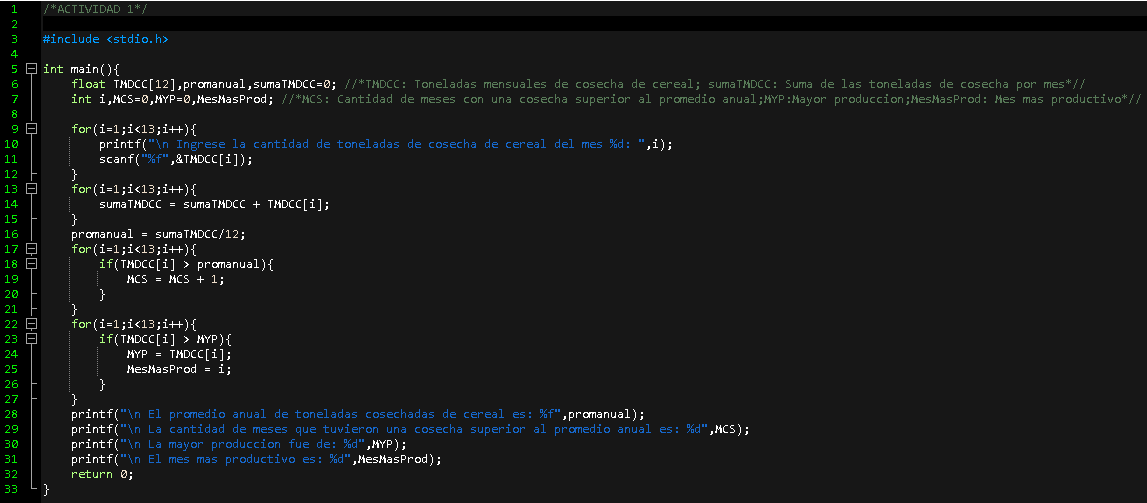 1 /*ACTIVIDAD 1*/
2
3 #include <stdio.h>
4
5 int main(){
6 float TMDCC[12],promanual,sumaTMDCC=0; //*TMDCC: Toneladas mensuales de cosecha de cereal; sumaTMDCC: Suma de las toneladas de cosecha por mes*//
7 int i,MCS=0,MYP=0,MesMasProd; //*MCS: Cantidad de meses con una cosecha superior al promedio anual;MYP:Mayor produccion;MesMasProd: Mes mas productivo*//
8
9 for(i=1;i<13;i++){
10 printf("\n Ingrese la cantidad de toneladas de cosecha de cereal del mes %d: ",i);
11 scanf("%f",&TMDCC[i]);
12 }
13 for(i=1;i<13;i++){
14 sumaTMDCC = sumaTMDCC + TMDCC[i];
15 }
16 promanual = sumaTMDCC/12;
17 for(i=1;i<13;i++){
18 if(TMDCC[i] > promanual){
19 MCS = MCS + 1;
20 }
21 }
22 for(i=1;i<13;i++){
23 if(TMDCC[i] > MYP){
24 MYP = TMDCC[i];
25 MesMasProd = i;
26 }
27 }
28 printf("\n El promedio anual de toneladas cosechadas de cereal es: %f",promanual);
29 printf("\n La cantidad de meses que tuvieron una cosecha superior al promedio anual es: %d",MCS);
30 printf("\n La mayor produccion fue de: %d",MYP);
31 printf("\n El mes mas productivo es: %d",MesMasProd);
32 return 0;
33 }